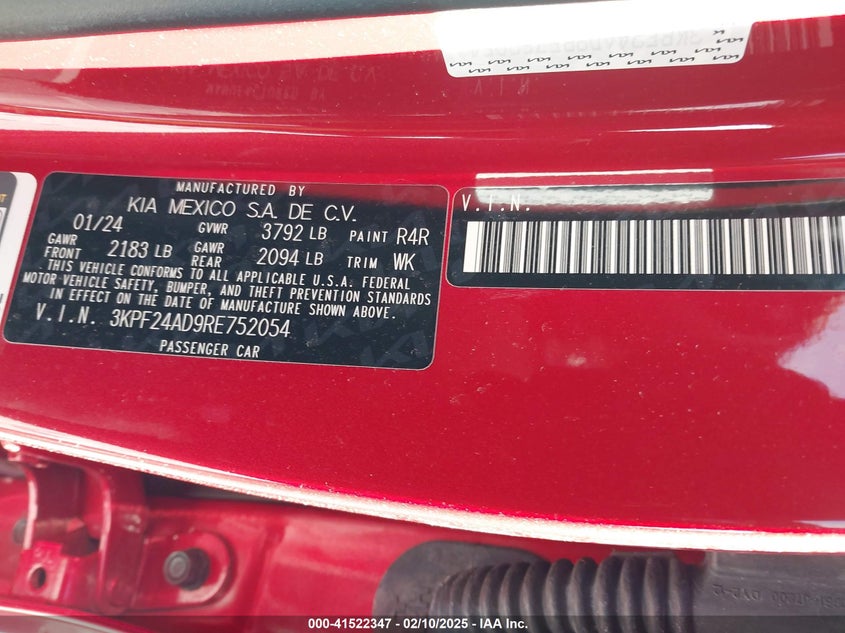 MANUFACTURED BY
KIA MEXICO S.A. DE C.V.
01/24 GVWR 3792 LB PAINT R4R
GAWR FRONT 2183 LB GAWR REAR 2094 LB TRIM WK
THIS VEHICLE CONFORMS TO ALL APPLICABLE U.S.A. FEDERAL
MOTOR VEHICLE SAFETY, BUMPER, AND THEFT PREVENTION STANDARDS
IN EFFECT ON THE DATE OF MANUFACTURE SHOWN ABOVE.
V.I.N. 3KPF24AD9RE752054
PASSENGER CAR
V.I.N.
000-41522347 — 02/10/2025 — IAA Inc.